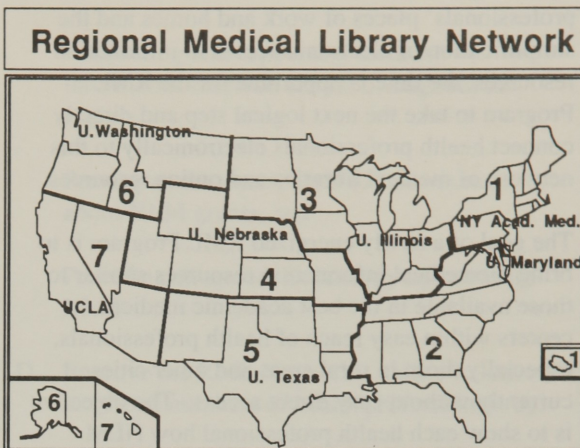 Regional Medical Library Network
U.Washington
6
3
1
NY Acad. Med.
7
U. Nebraska
U. Illinois
U. Maryland
4
UCLA
5
U. Texas
2
1
6
7